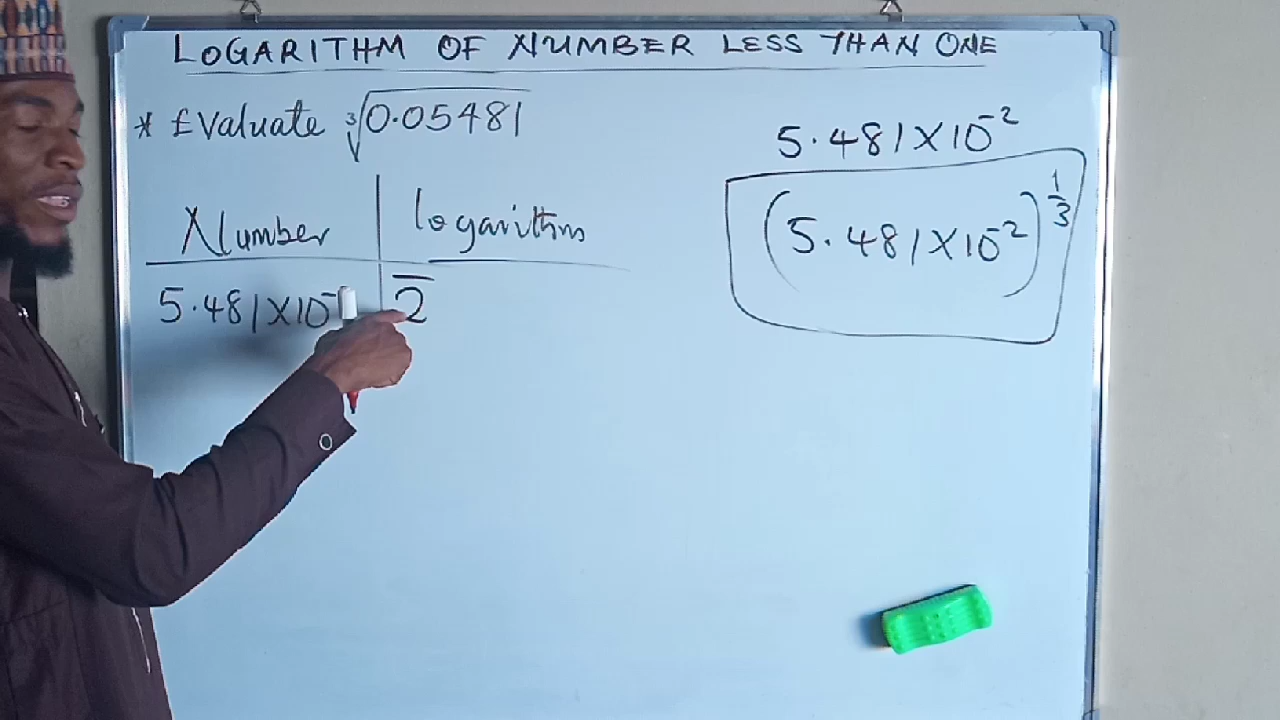 LOGARITHM OF NUMBER LESS THAN ONE
* Evaluate ∛0.05481
5.481×10⁻²
(5.481×10⁻²)^(1/3)
Number | logarithm
5.481×10⁻ | 2̅